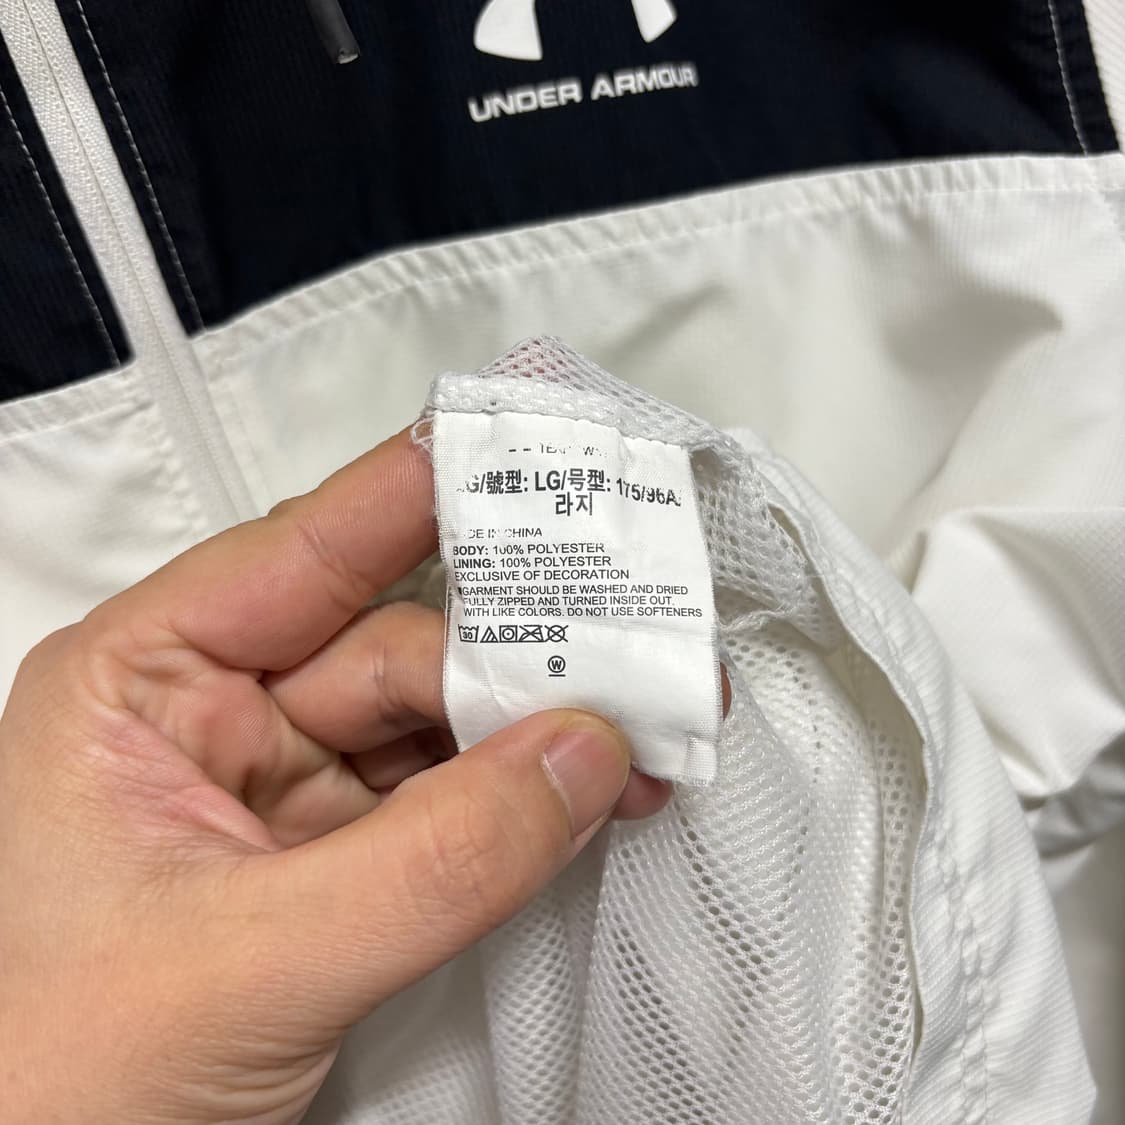 UNDER ARMOUR
G/號型: LG/号型: 175/96A
라지
DE IN CHINA
BODY: 100% POLYESTER
LINING: 100% POLYESTER
EXCLUSIVE OF DECORATION
GARMENT SHOULD BE WASHED AND DRIED
FULLY ZIPPED AND TURNED INSIDE OUT.
WITH LIKE COLORS. DO NOT USE SOFTENERS
30
W